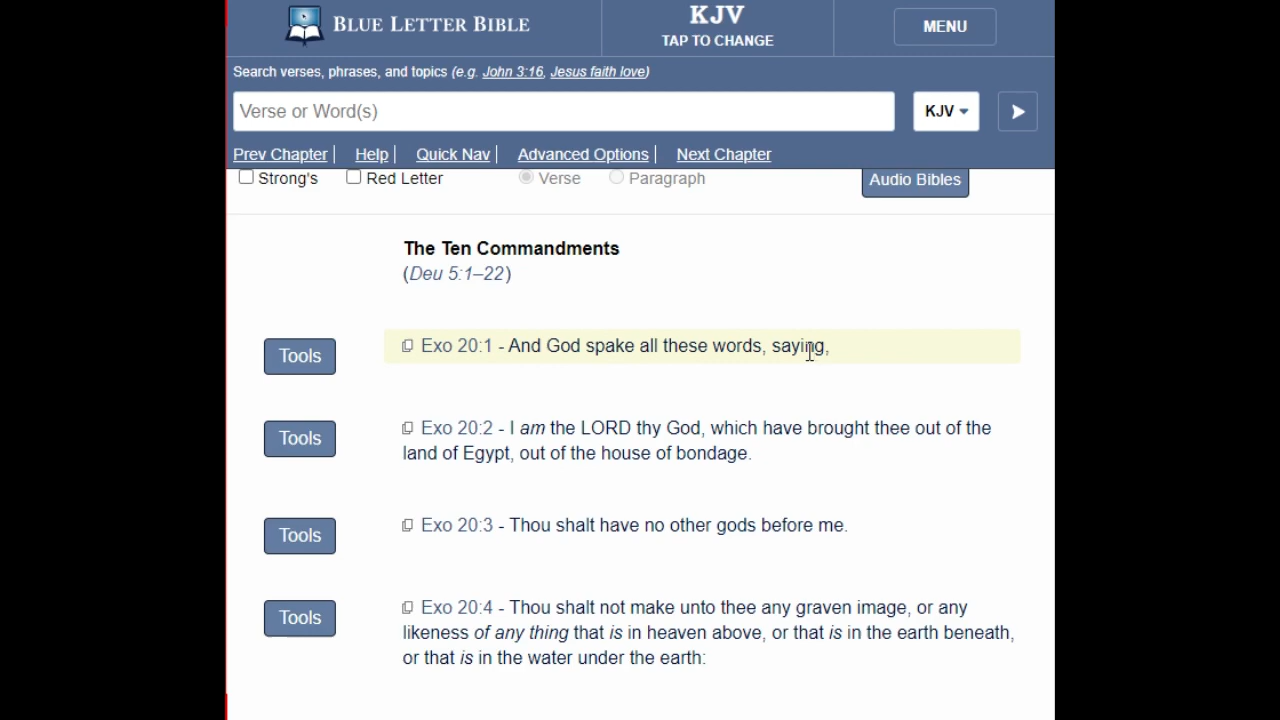 BLUE LETTER BIBLE
KJV
TAP TO CHANGE
MENU
Search verses, phrases, and topics (e.g. John 3:16, Jesus faith love)
Verse or Word(s)
KJV
Prev Chapter
Help
Quick Nav
Advanced Options
Next Chapter
Strong's
Red Letter
Verse
Paragraph
Audio Bibles
The Ten Commandments
(Deu 5:1–22)
Tools
Exo 20:1 - And God spake all these words, saying,
Tools
Exo 20:2 - I am the LORD thy God, which have brought thee out of the
land of Egypt, out of the house of bondage.
Tools
Exo 20:3 - Thou shalt have no other gods before me.
Tools
Exo 20:4 - Thou shalt not make unto thee any graven image, or any
likeness of any thing that is in heaven above, or that is in the earth beneath,
or that is in the water under the earth: